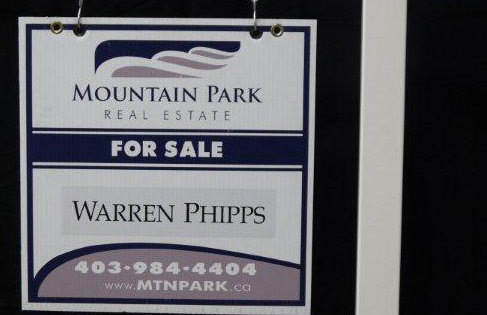 MOUNTAIN PARK
REAL ESTATE
FOR SALE
WARREN PHIPPS
403-984-4404
www.MTNPARK.ca